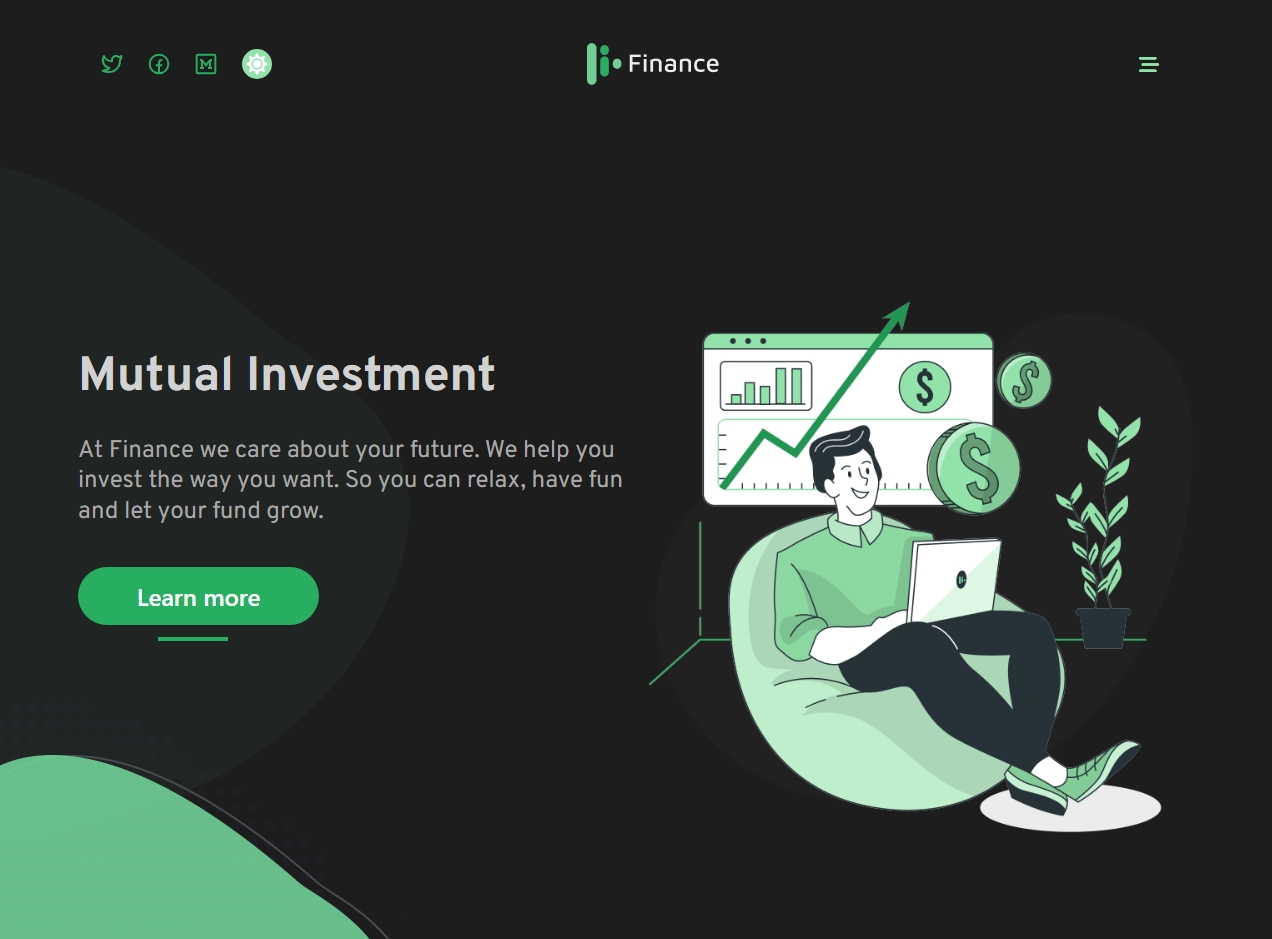 Finance
Mutual Investment
At Finance we care about your future. We help you
invest the way you want. So you can relax, have fun
and let your fund grow.
Learn more
$
$
$